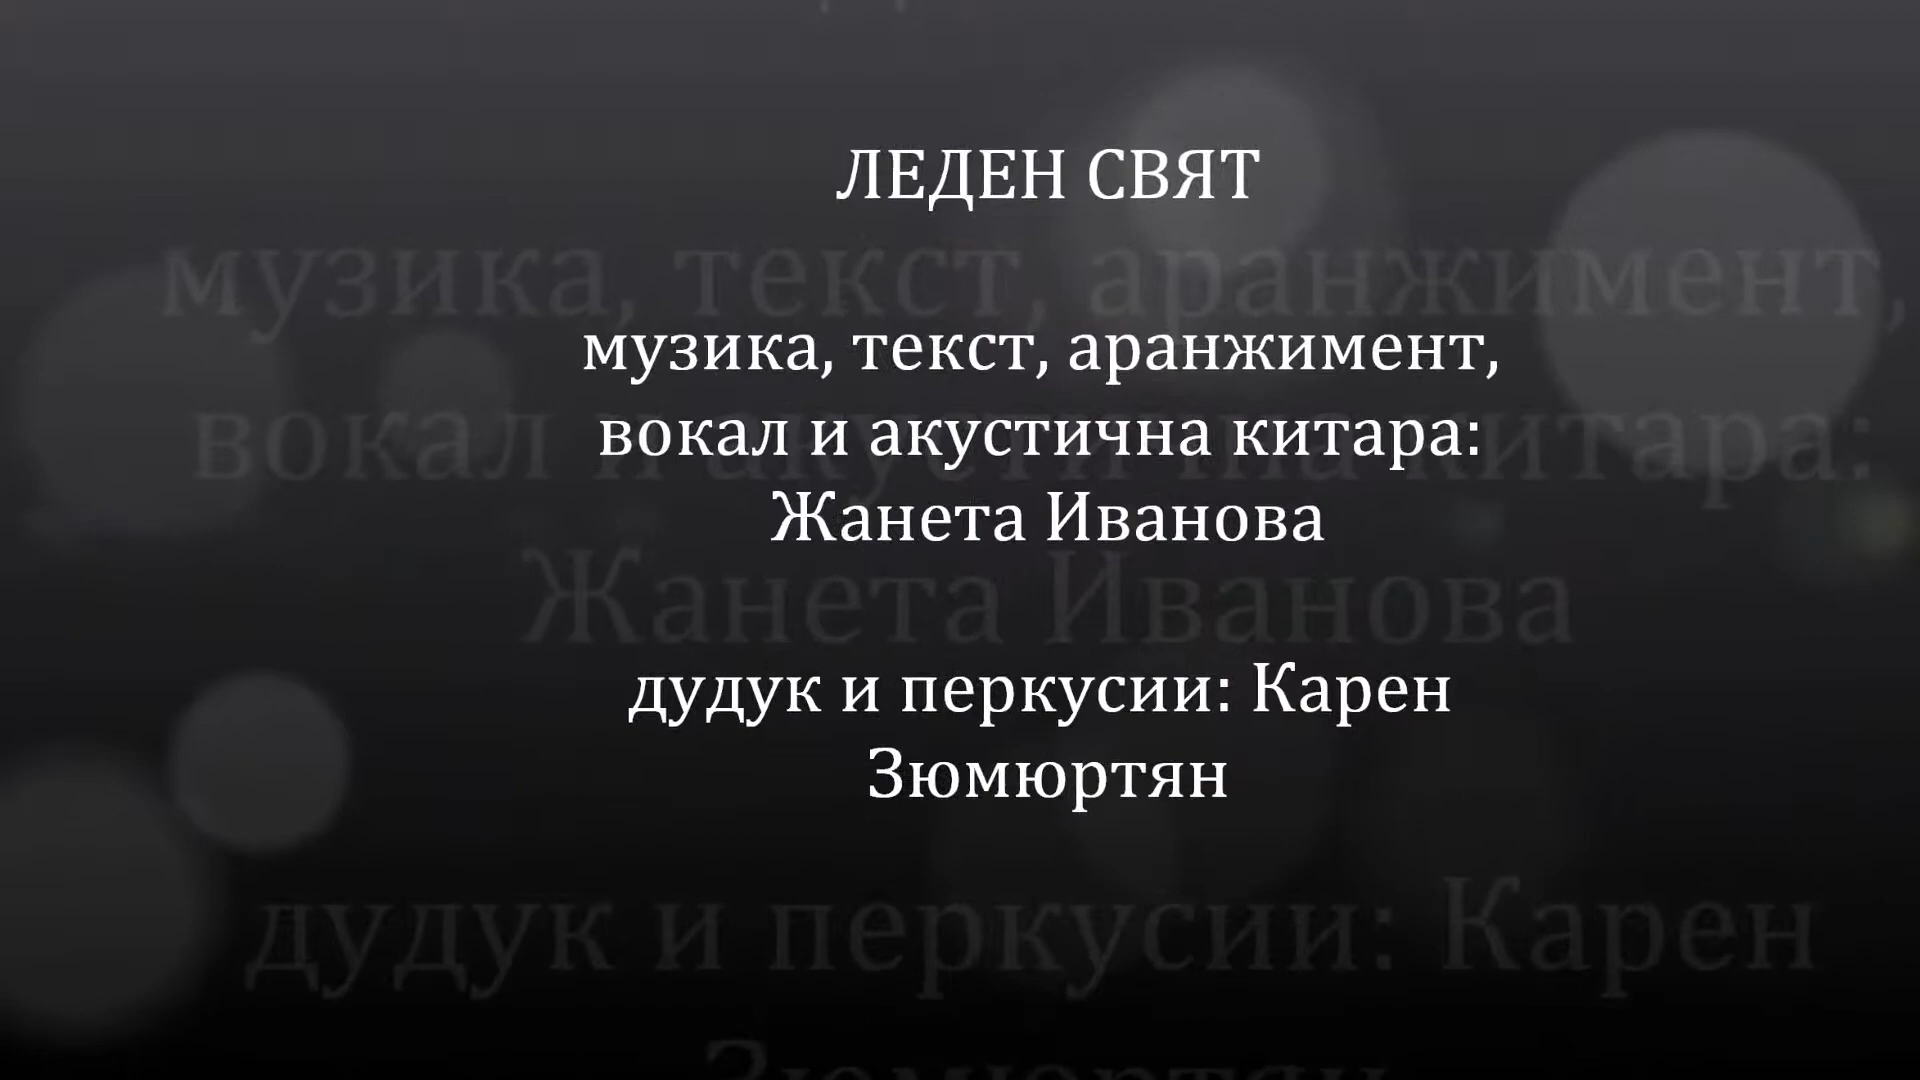 ЛЕДЕН СВЯТ
музика, текст, аранжимент,
вокал и акустична китара:
Жанета Иванова
дудук и перкусии: Карен
Зюмюртян